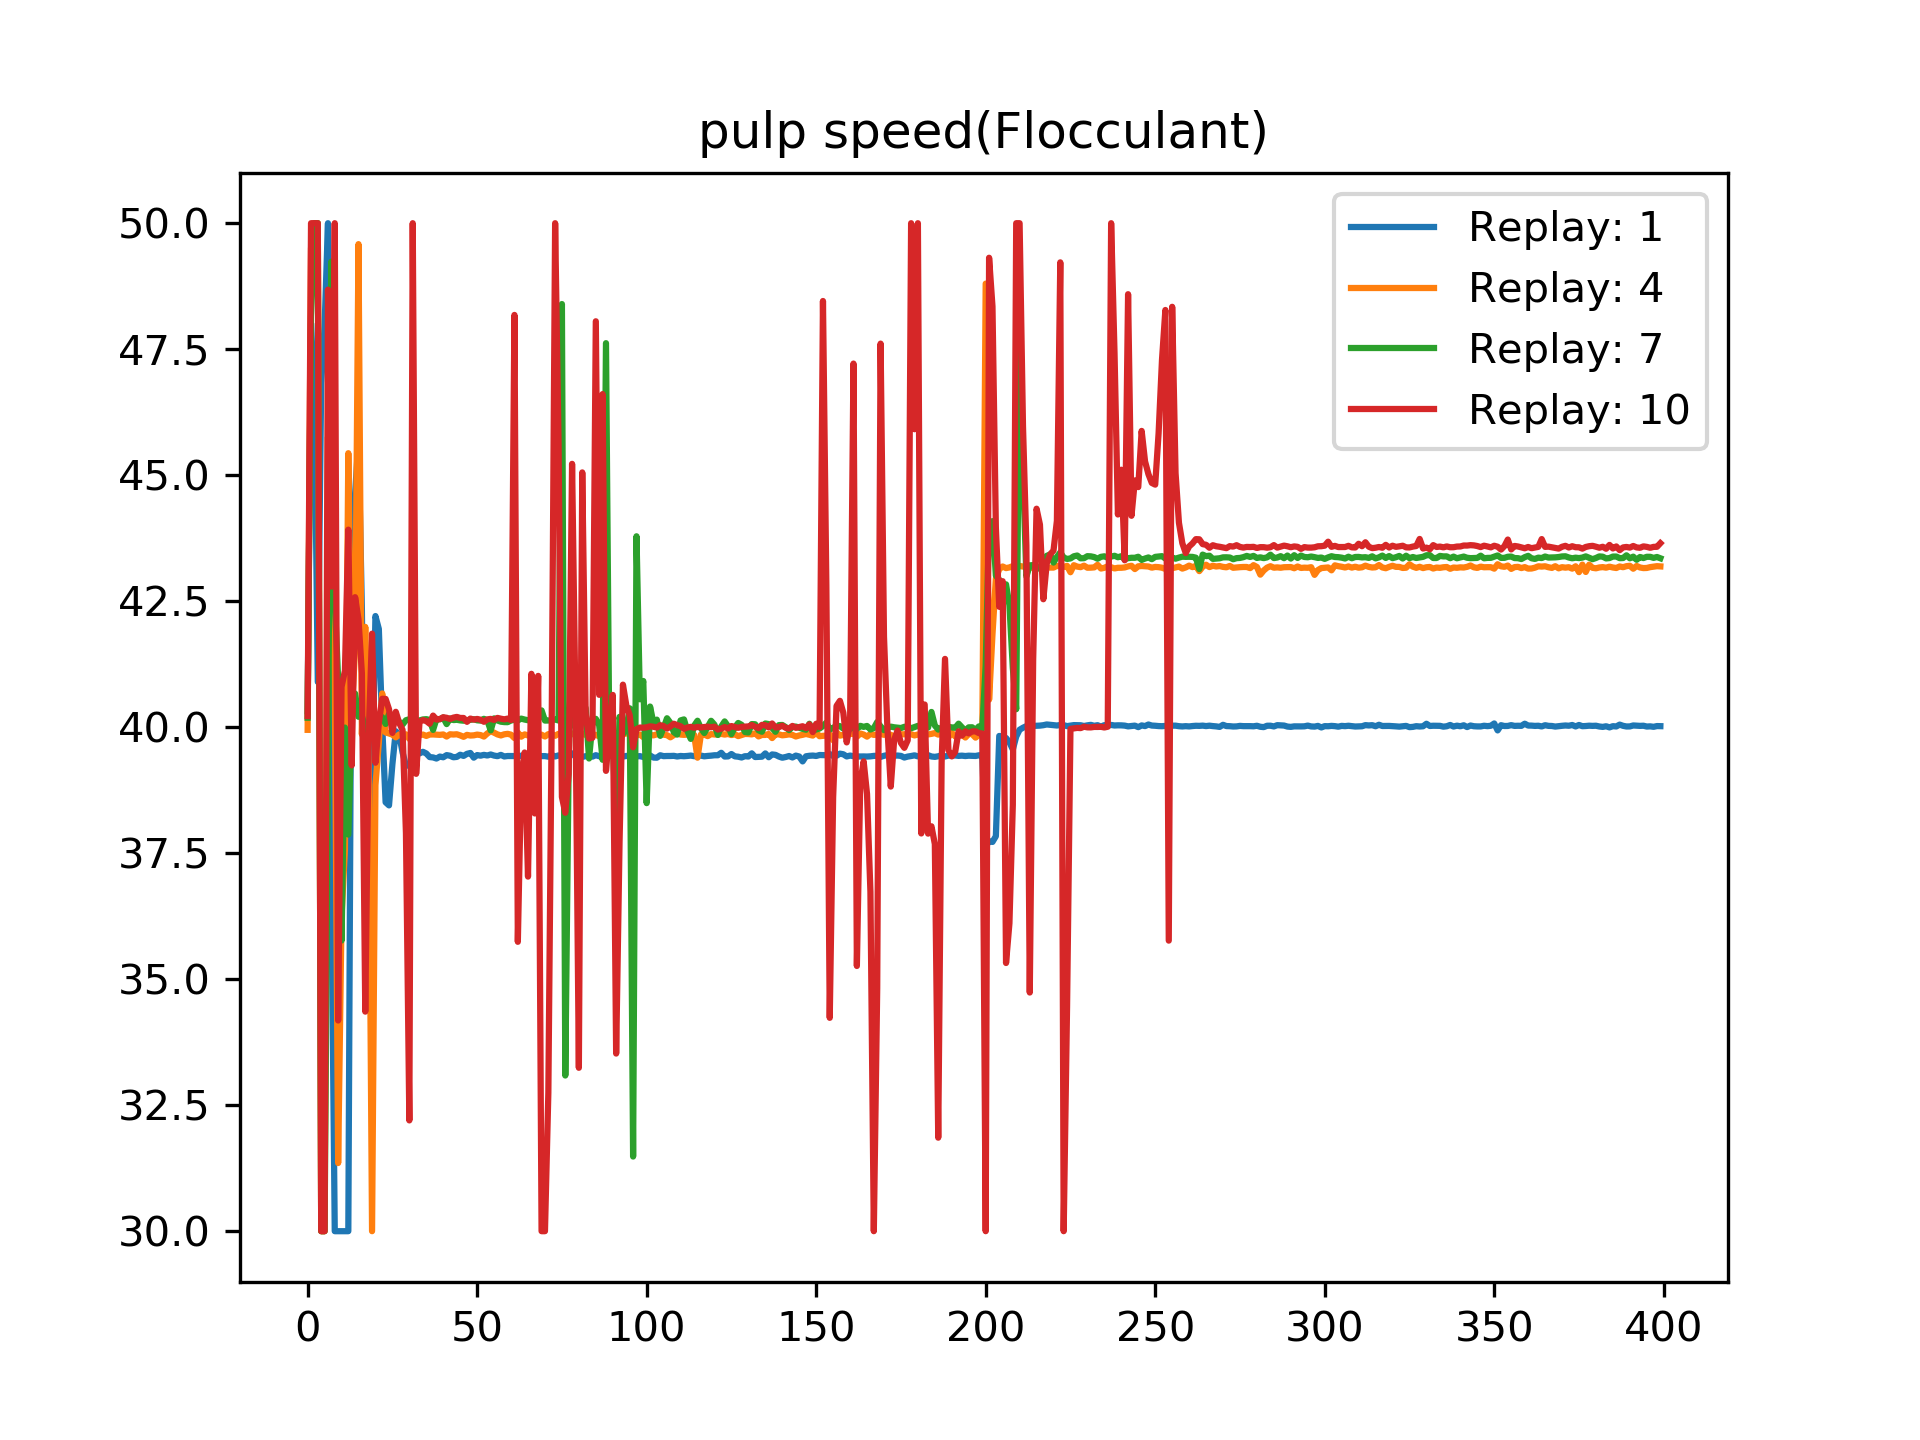 pulp speed(Flocculant)
Replay: 1
Replay: 4
Replay: 7
Replay: 10
50.0
47.5
45.0
42.5
40.0
37.5
35.0
32.5
30.0
0 50 100 150 200 250 300 350 400